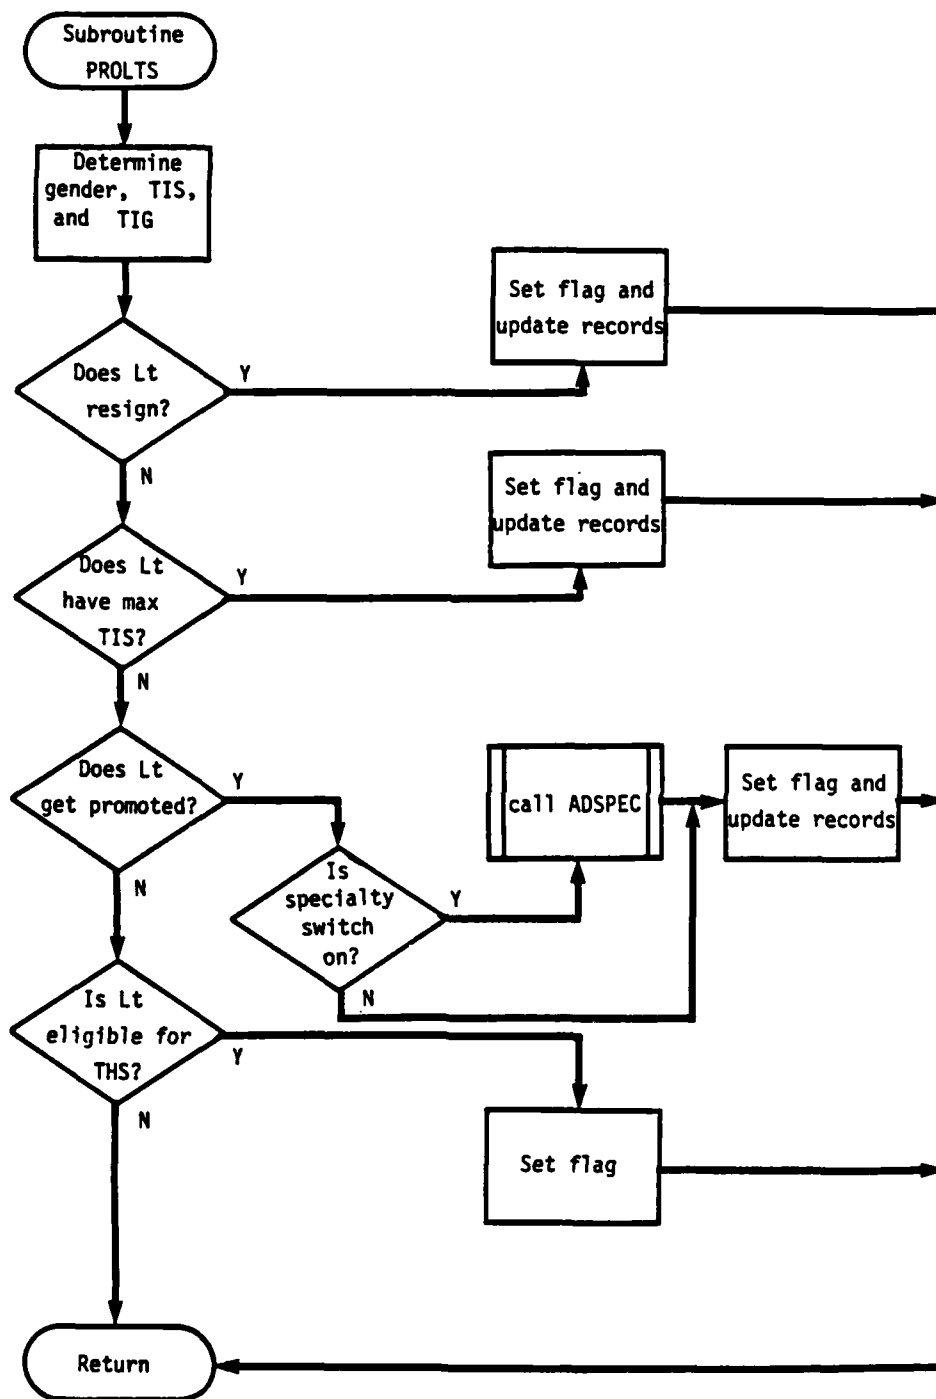 Subroutine
PROLTS
Determine
gender, TIS,
and TIG
Set flag and
update records
Does Lt
resign?
Y
N
Set flag and
update records
Does Lt
have max
TIS?
Y
N
Does Lt
get promoted?
Y
N
call ADSPEC
Set flag and
update records
Is
specialty
switch
on?
Y
N
Is Lt
eligible for
THS?
Y
N
Set flag
Return